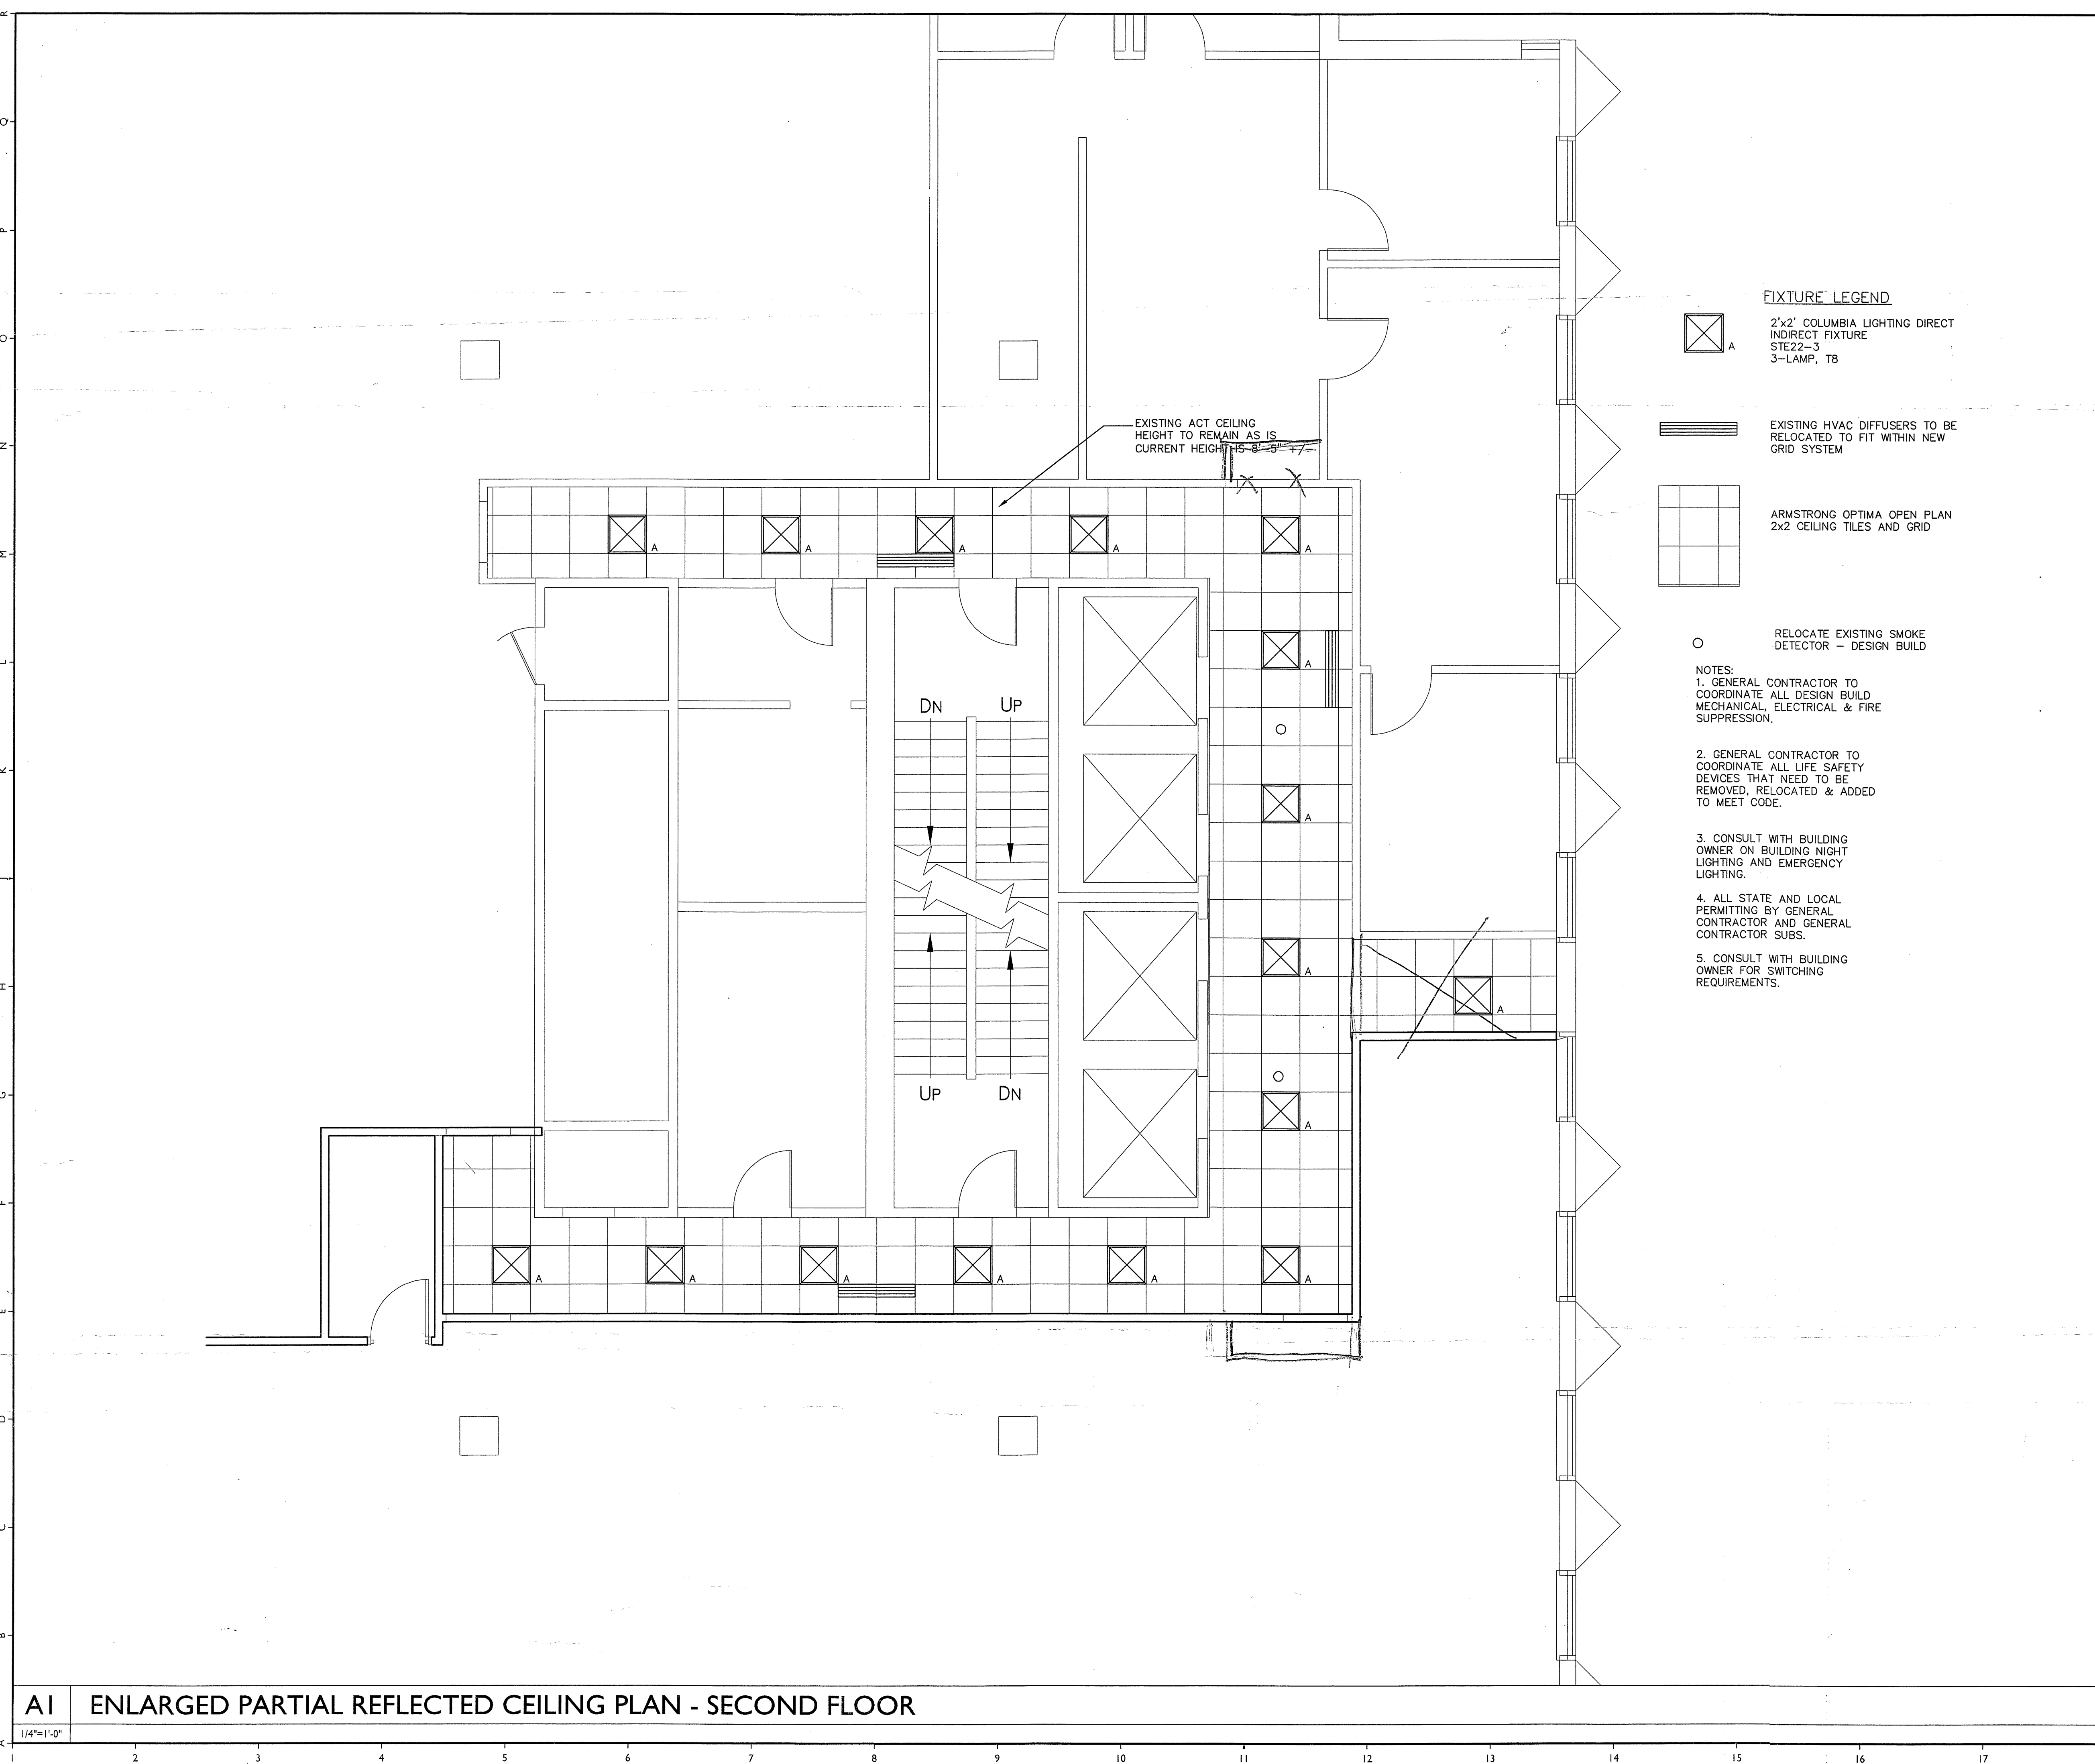 R
Q
P
O
N
M
L
K
J
H
G
F
E
D
C
B
A
FIXTURE LEGEND
A
2'x2' COLUMBIA LIGHTING DIRECT
INDIRECT FIXTURE
STE22-3
3-LAMP, T8
EXISTING HVAC DIFFUSERS TO BE
RELOCATED TO FIT WITHIN NEW
GRID SYSTEM
ARMSTRONG OPTIMA OPEN PLAN
2x2 CEILING TILES AND GRID
RELOCATE EXISTING SMOKE
DETECTOR - DESIGN BUILD
NOTES:
1. GENERAL CONTRACTOR TO
COORDINATE ALL DESIGN BUILD
MECHANICAL, ELECTRICAL & FIRE
SUPPRESSION.
2. GENERAL CONTRACTOR TO
COORDINATE ALL LIFE SAFETY
DEVICES THAT NEED TO BE
REMOVED, RELOCATED & ADDED
TO MEET CODE.
3. CONSULT WITH BUILDING
OWNER ON BUILDING NIGHT
LIGHTING AND EMERGENCY
LIGHTING.
4. ALL STATE AND LOCAL
PERMITTING BY GENERAL
CONTRACTOR AND GENERAL
CONTRACTOR SUBS.
5. CONSULT WITH BUILDING
OWNER FOR SWITCHING
REQUIREMENTS.
EXISTING ACT CEILING
HEIGHT TO REMAIN AS IS
CURRENT HEIGHT IS 8'-5" +/-
X X
A A A A A
A
DN UP
A
A
A
A
UP DN
A A A A A A
A1 ENLARGED PARTIAL REFLECTED CEILING PLAN - SECOND FLOOR
1/4"=1'-0"
1 2 3 4 5 6 7 8 9 10 11 12 13 14 15 16 17